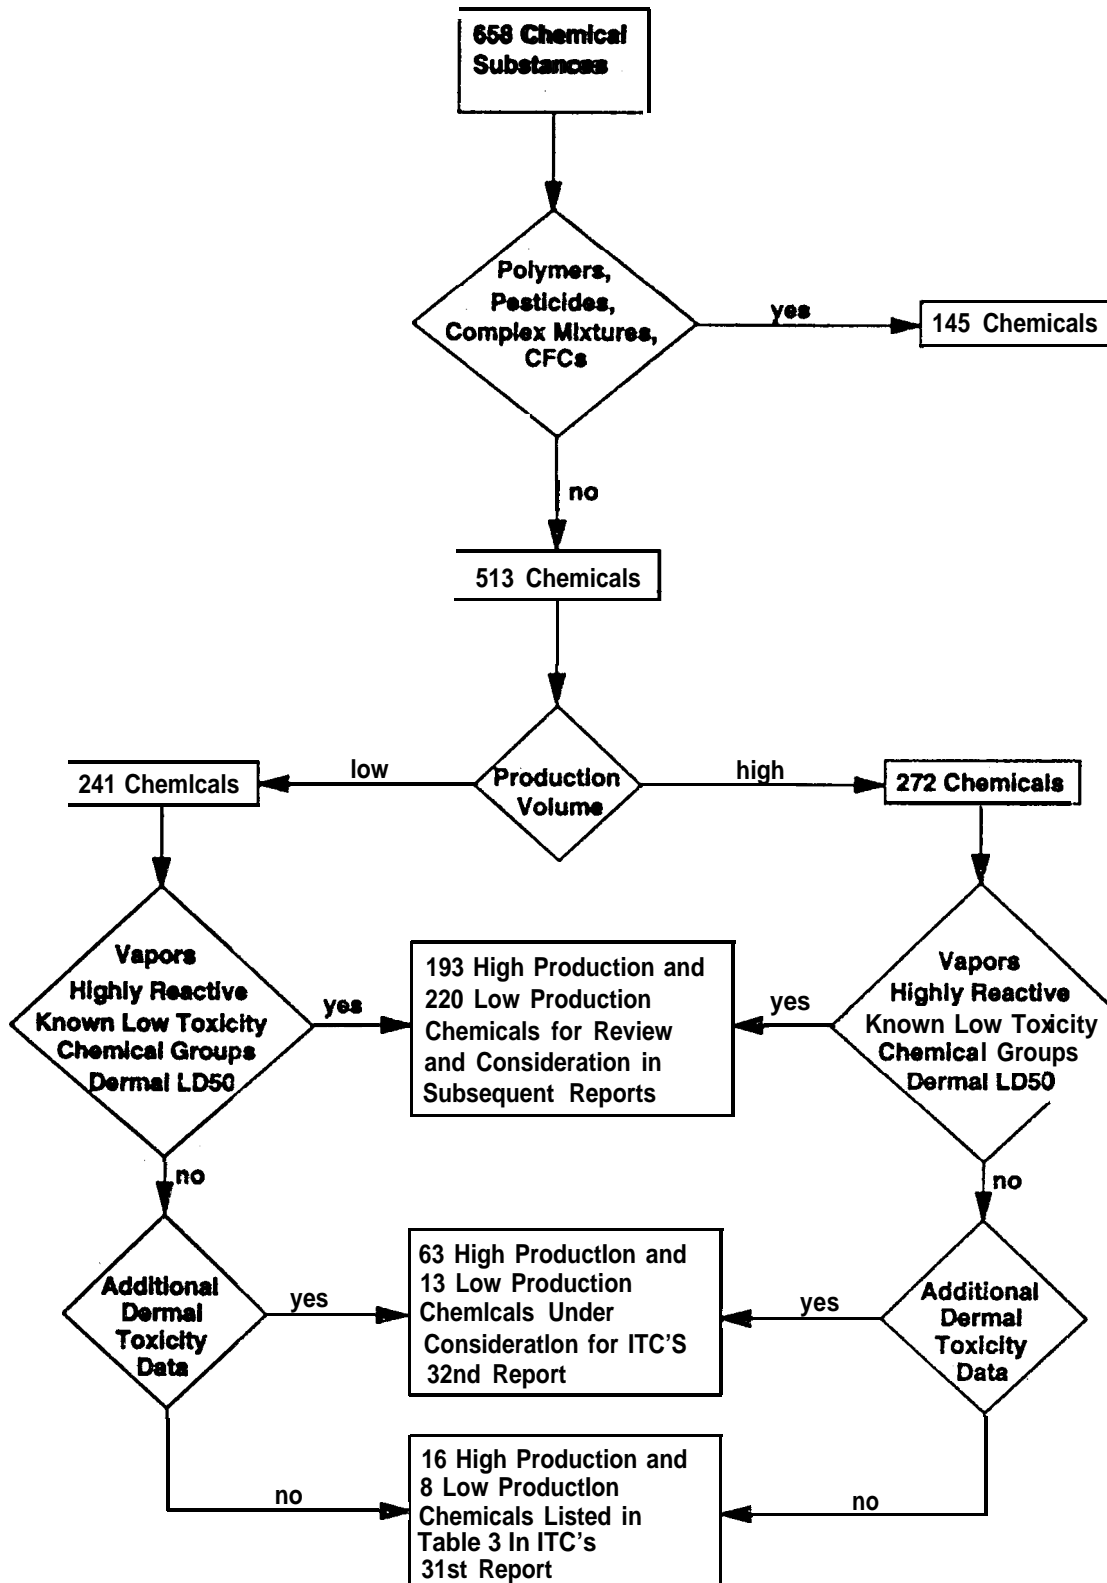 658 Chemical
Substances
Polymers,
Pesticides,
Complex Mixtures,
CFCs
yes
145 Chemicals
no
513 Chemicals
241 Chemlcals
low
Production
Volume
high
272 Chemicals
Vapors
Highly Reactive
Known Low Toxicity
Chemical Groups
Dermal LD50
yes
193 High Production and
220 Low Production
Chemicals for Review
and Consideration in
Subsequent Reports
yes
Vapors
Highly Reactive
Known Low Toxicity
Chemical Groups
Dermal LD50
no
no
Additional
Dermal
Toxicity
Data
yes
63 High Productlon and
13 Low Production
Chemlcals Under
Consideratlon for ITC'S
32nd Report
yes
Additional
Dermal
Toxicity
Data
no
16 High Production and
8 Low Productlon
Chemicals Listed in
Table 3 In ITC's
31st Report
no